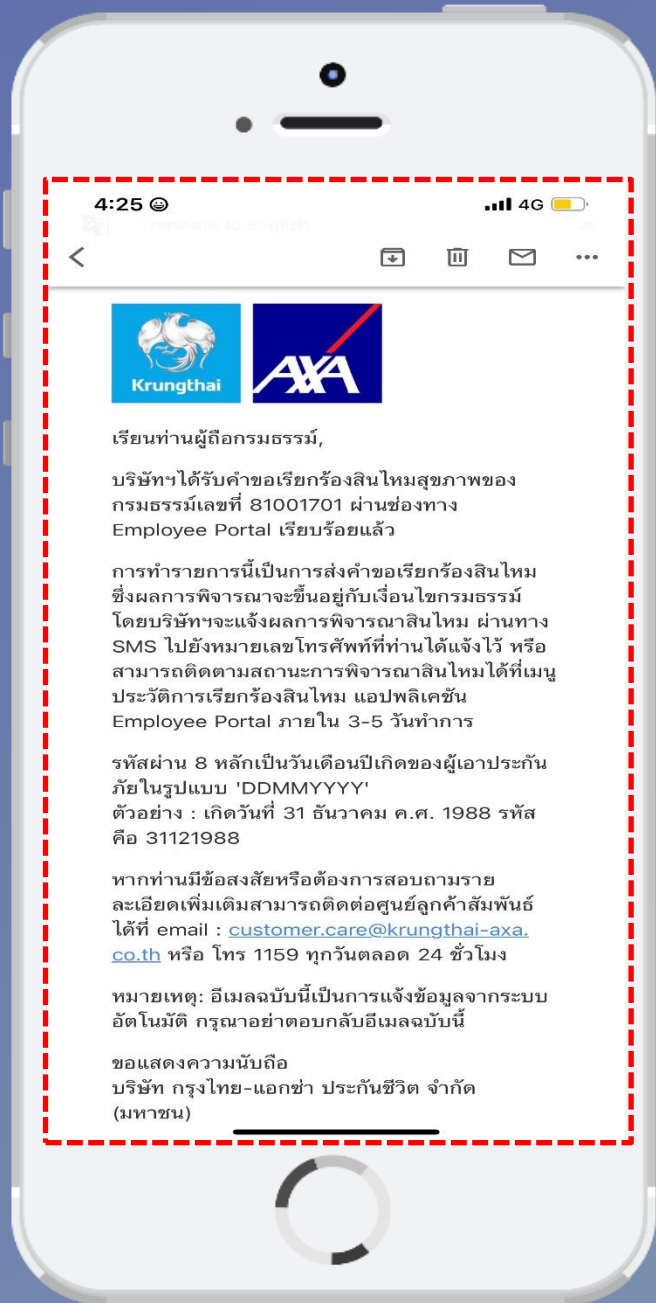 4:25
4G
Translate to English
Krungthai
AXA
เรียนท่านผู้ถือกรมธรรม์,
บริษัทฯได้รับคำขอเรียกร้องสินไหมสุขภาพของ
กรมธรรม์เลขที่ 81001701 ผ่านช่องทาง
Employee Portal เรียบร้อยแล้ว
การทำรายการนี้เป็นการส่งคำขอเรียกร้องสินไหม
ซึ่งผลการพิจารณาจะขึ้นอยู่กับเงื่อนไขกรมธรรม์
โดยบริษัทฯจะแจ้งผลการพิจารณาสินไหม ผ่านทาง
SMS ไปยังหมายเลขโทรศัพท์ที่ท่านได้แจ้งไว้ หรือ
สามารถติดตามสถานะการพิจารณาสินไหมได้ที่เมนู
ประวัติการเรียกร้องสินไหม แอปพลิเคชัน
Employee Portal ภายใน 3-5 วันทำการ
รหัสผ่าน 8 หลักเป็นวันเดือนปีเกิดของผู้เอาประกัน
ภัยในรูปแบบ 'DDMMYYYY'
ตัวอย่าง : เกิดวันที่ 31 ธันวาคม ค.ศ. 1988 รหัส
คือ 31121988
หากท่านมีข้อสงสัยหรือต้องการสอบถามราย
ละเอียดเพิ่มเติมสามารถติดต่อศูนย์ลูกค้าสัมพันธ์
ได้ที่ email : customer.care@krungthai-axa.
co.th หรือ โทร 1159 ทุกวันตลอด 24 ชั่วโมง
หมายเหตุ: อีเมลฉบับนี้เป็นการแจ้งข้อมูลจากระบบ
อัตโนมัติ กรุณาอย่าตอบกลับอีเมลฉบับนี้
ขอแสดงความนับถือ
บริษัท กรุงไทย-แอกซ่า ประกันชีวิต จำกัด
(มหาชน)